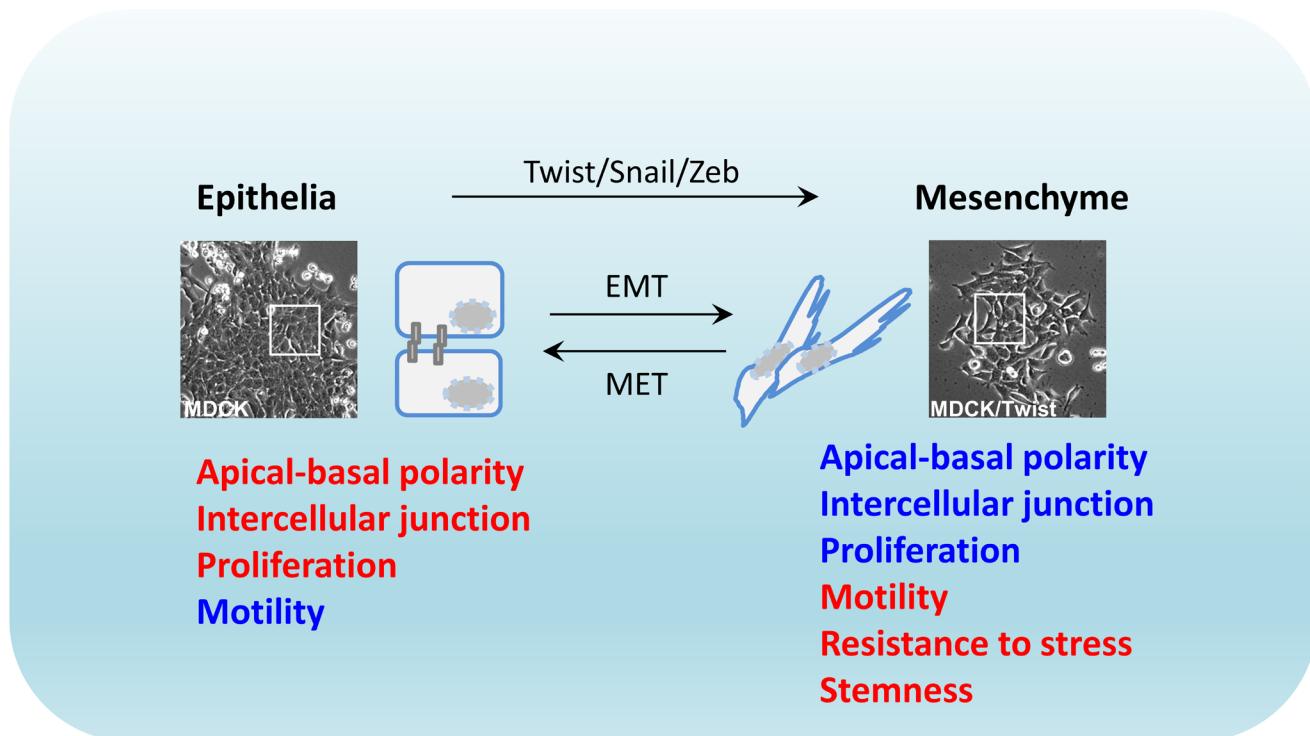 Twist/Snail/Zeb
Epithelia
Mesenchyme
EMT
MET
MDCK
MDCK/Twist
Apical-basal polarity
Intercellular junction
Proliferation
Motility
Apical-basal polarity
Intercellular junction
Proliferation
Motility
Resistance to stress
Stemness